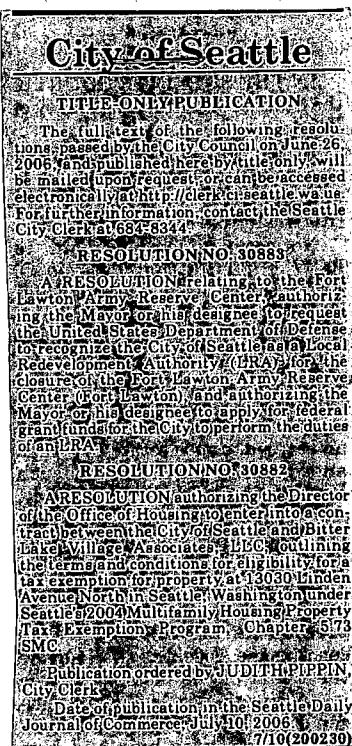 City of Seattle
TITLE-ONLY PUBLICATION
The full text of the following resolu-
tions, passed by the City Council on June 26,
2006, and published here by title only, will
be mailed upon request, or can be accessed
electronically at http://clerk.ci.seattle.wa.us.
For further information, contact the Seattle
City Clerk at 684-8344.
RESOLUTION NO. 30883
A RESOLUTION relating to the Fort
Lawton Army Reserve Center, authoriz-
ing the Mayor or his designee to request
the United States Department of Defense
to recognize the City of Seattle as a Local
Redevelopment Authority (LRA) for the
closure of the Fort Lawton Army Reserve
Center (Fort Lawton) and authorizing the
Mayor or his designee to apply for federal
grant funds for the City to perform the duties
of an LRA.
RESOLUTION NO. 30882
A RESOLUTION authorizing the Director
of the Office of Housing to enter into a con-
tract between the City of Seattle and Bitter
Lake Village Associates, LLC outlining
the terms and conditions for eligibility for a
tax exemption for property at 13030 Linden
Avenue North in Seattle, Washington under
Seattle's 2004 Multifamily Housing Property
Tax Exemption Program, Chapter 5.73
SMC.
Publication ordered by JUDITH PIPPIN,
City Clerk
Date of publication in the Seattle Daily
Journal of Commerce, July 10, 2006.
7/10(200230)